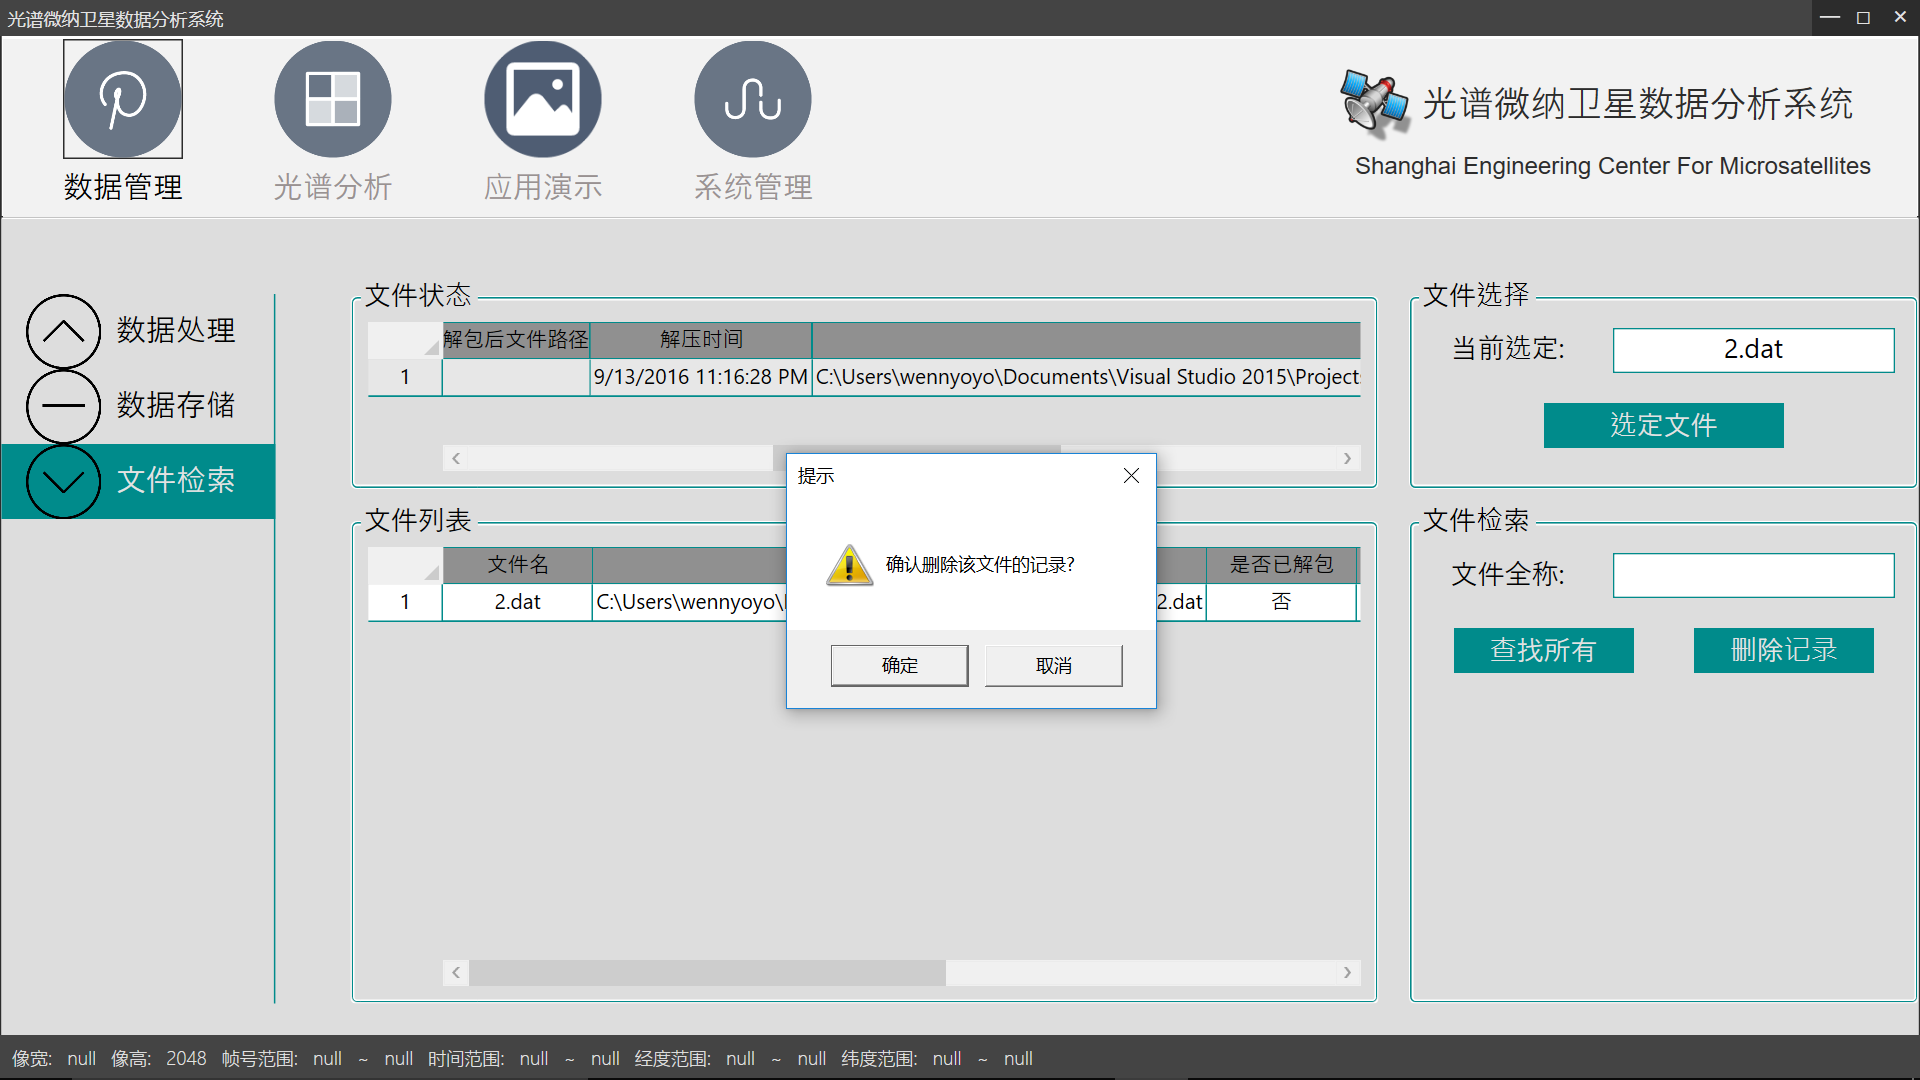 光谱微纳卫星数据分析系统
数据管理
光谱分析
应用演示
系统管理
光谱微纳卫星数据分析系统
Shanghai Engineering Center For Microsatellites
数据处理
数据存储
文件检索
文件状态
解包后文件路径 解压时间
1 9/13/2016 11:16:28 PM C:\Users\wennyoyo\Documents\Visual Studio 2015\Projects
文件列表
文件名 是否已解包
1 2.dat C:\Users\wennyoyo\ 2.dat 否
提示
确认删除该文件的记录?
确定 取消
文件选择
当前选定: 2.dat
选定文件
文件检索
文件全称:
查找所有 删除记录
像宽: null 像高: 2048 帧号范围: null ~ null 时间范围: null ~ null 经度范围: null ~ null 纬度范围: null ~ null